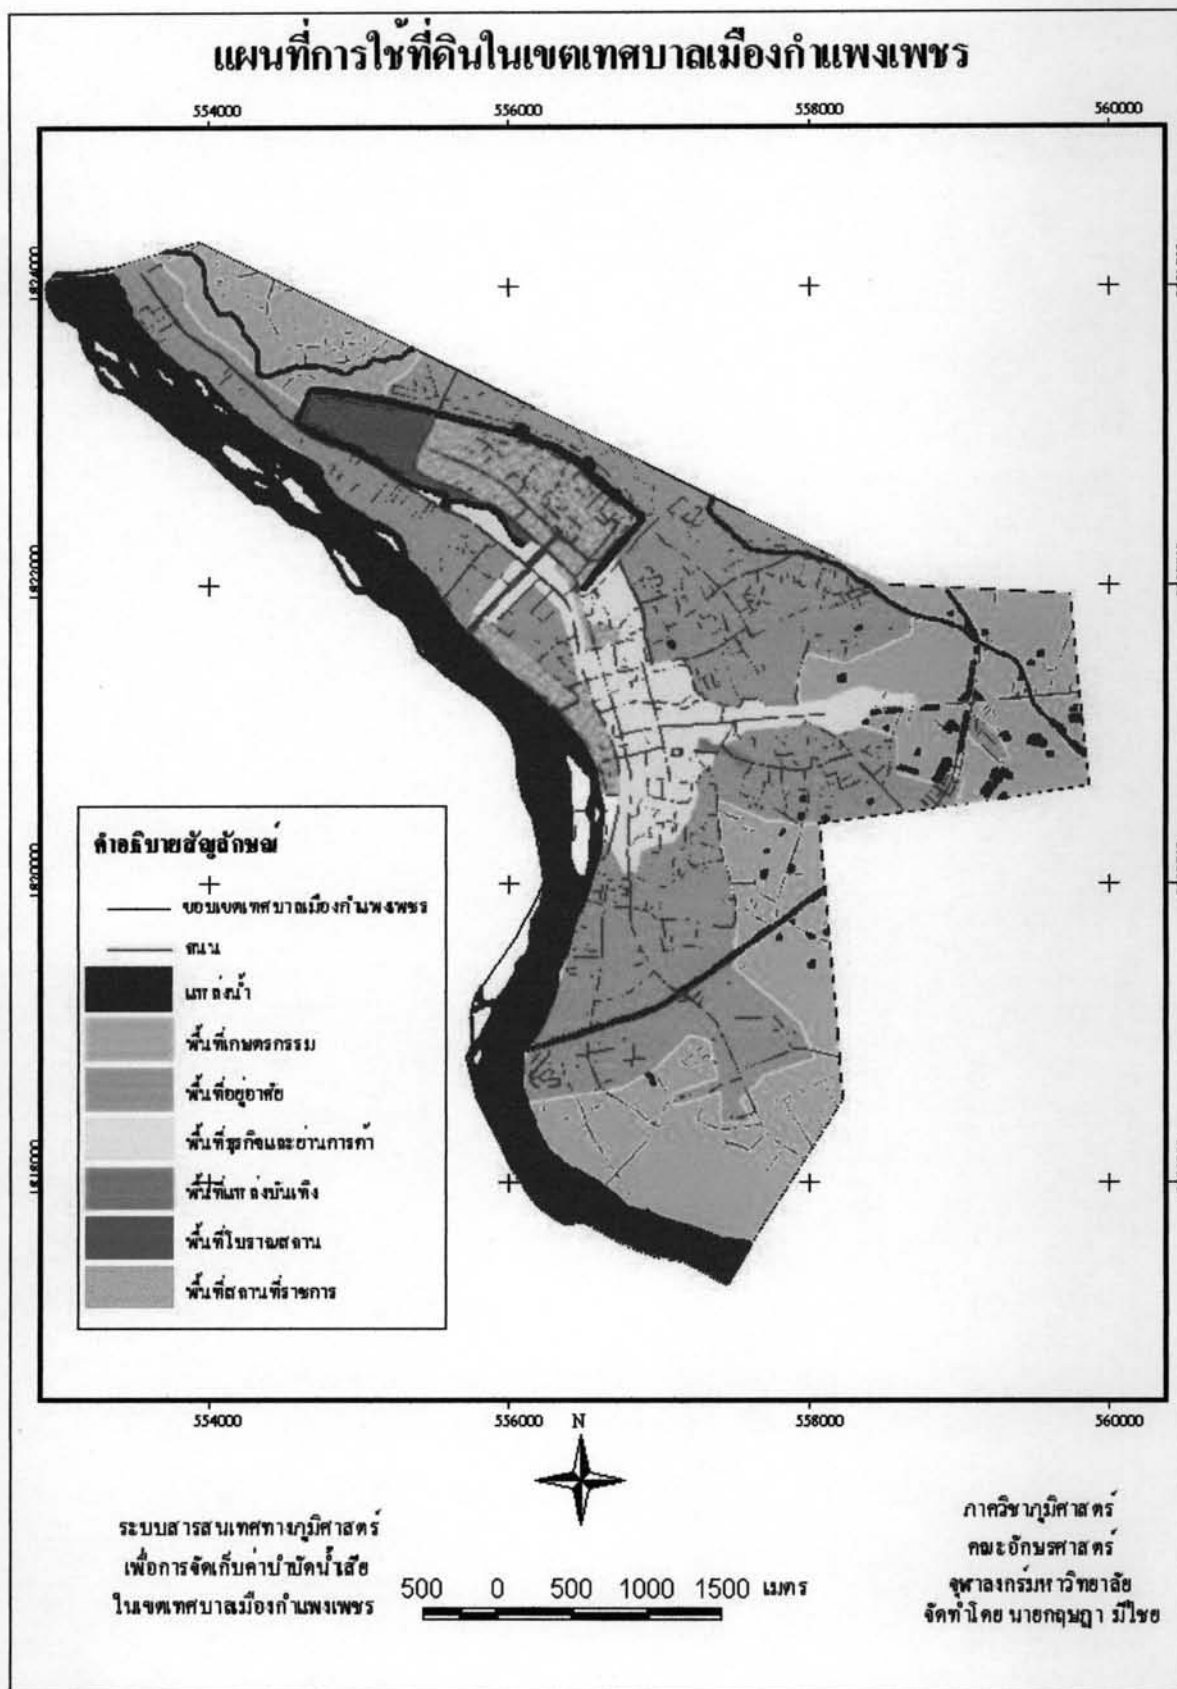 แผนที่การใช้ที่ดินในเขตเทศบาลเมืองกำแพงเพชร
554000 556000 558000 560000
1824000
1822000
1820000
1818000
คำอธิบายสัญลักษณ์
ขอบเขตเทศบาลเมืองกำแพงเพชร
ถนน
แหล่งน้ำ
พื้นที่เกษตรกรรม
พื้นที่อยู่อาศัย
พื้นที่ธุรกิจและย่านการค้า
พื้นที่แหล่งบันเทิง
พื้นที่โบราณสถาน
พื้นที่สถานที่ราชการ
554000 556000 558000 560000
N
ระบบสารสนเทศทางภูมิศาสตร์
เพื่อการจัดเก็บค่าบำบัดน้ำเสีย
ในเขตเทศบาลเมืองกำแพงเพชร
500 0 500 1000 1500 เมตร
ภาควิชาภูมิศาสตร์
คณะอักษรศาสตร์
จุฬาลงกรณ์มหาวิทยาลัย
จัดทำโดย นายกฤษฎา มีไชย